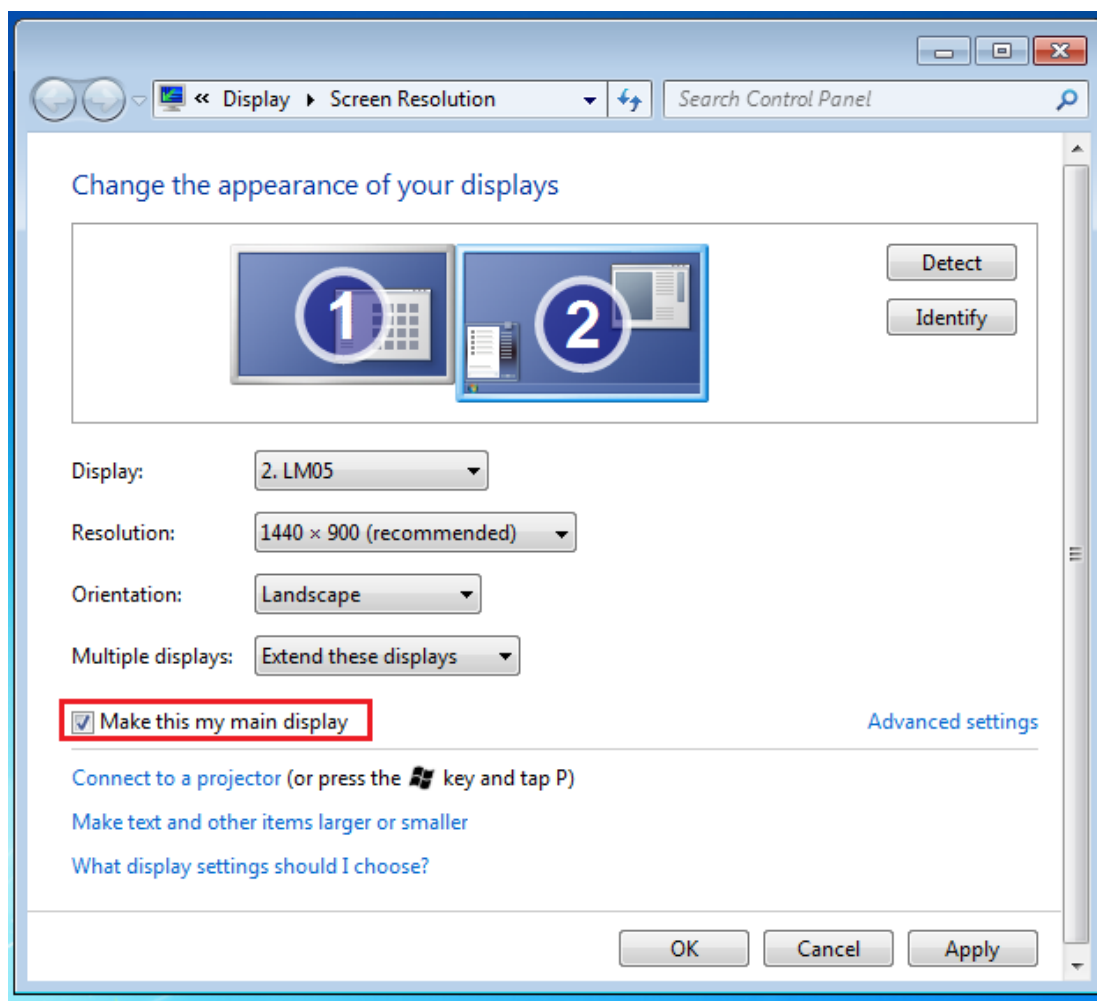 « Display ▸ Screen Resolution
Search Control Panel
Change the appearance of your displays
1
2
Detect
Identify
Display:
2. LM05
Resolution:
1440 × 900 (recommended)
Orientation:
Landscape
Multiple displays:
Extend these displays
Make this my main display
Advanced settings
Connect to a projector (or press the key and tap P)
Make text and other items larger or smaller
What display settings should I choose?
OK
Cancel
Apply